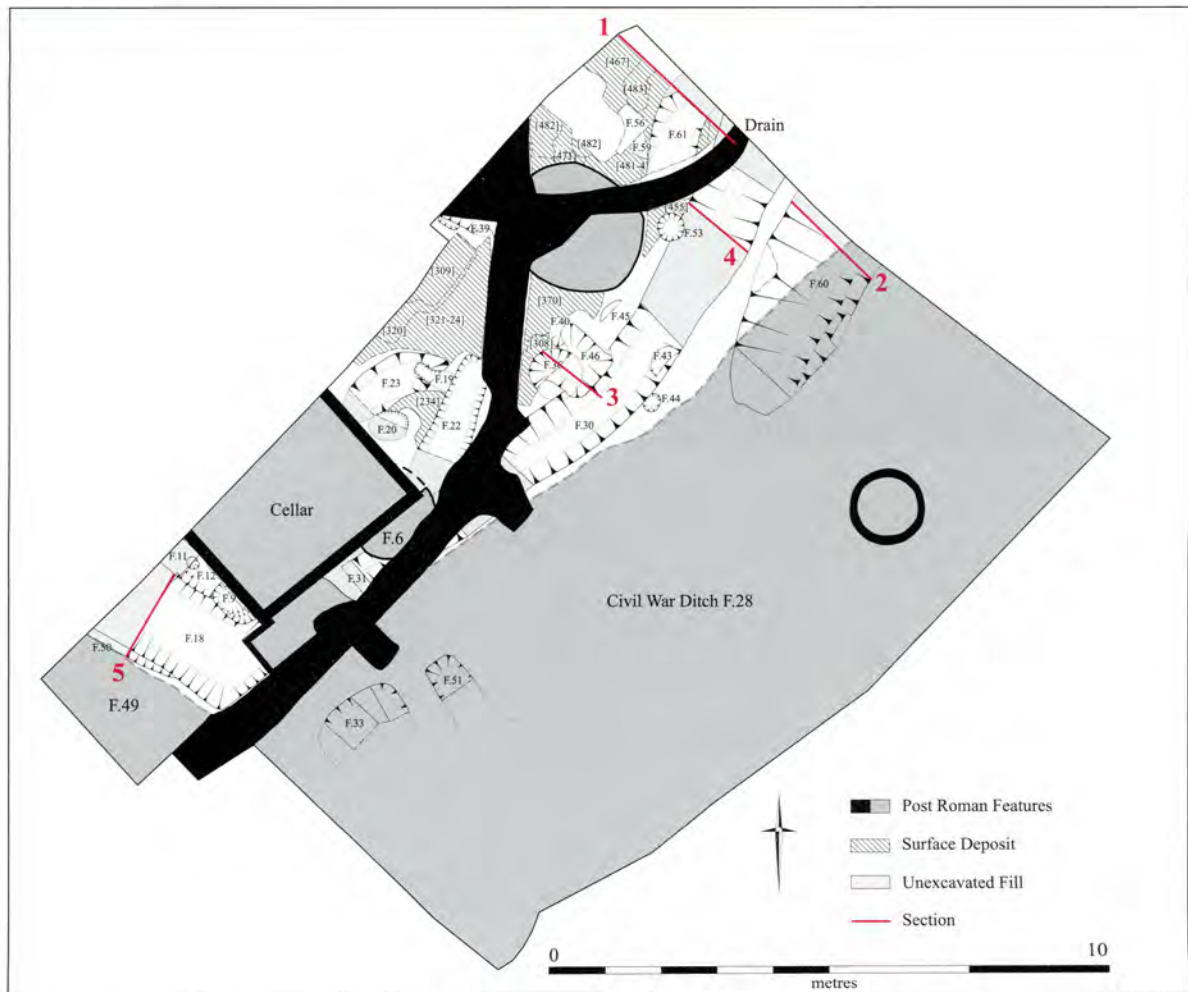 1
[467]
[483]
Drain
F.56
[482]
F.61
[482]
F.59
[471]
[481-4]
[455]
F.39
F.53
4
2
[309]
F.60
[370]
[321-24]
F.45
F.40
[320]
[308]
F.46
F.43
F.19
F.23
3
[234]
F.44
F.20
F.22
F.30
Cellar
F.6
F.11
F.12
F.31
F.9
Civil War Ditch F.28
F.18
F.50
5
F.51
F.49
F.33
Post Roman Features
Surface Deposit
Unexcavated Fill
Section
0
10
metres